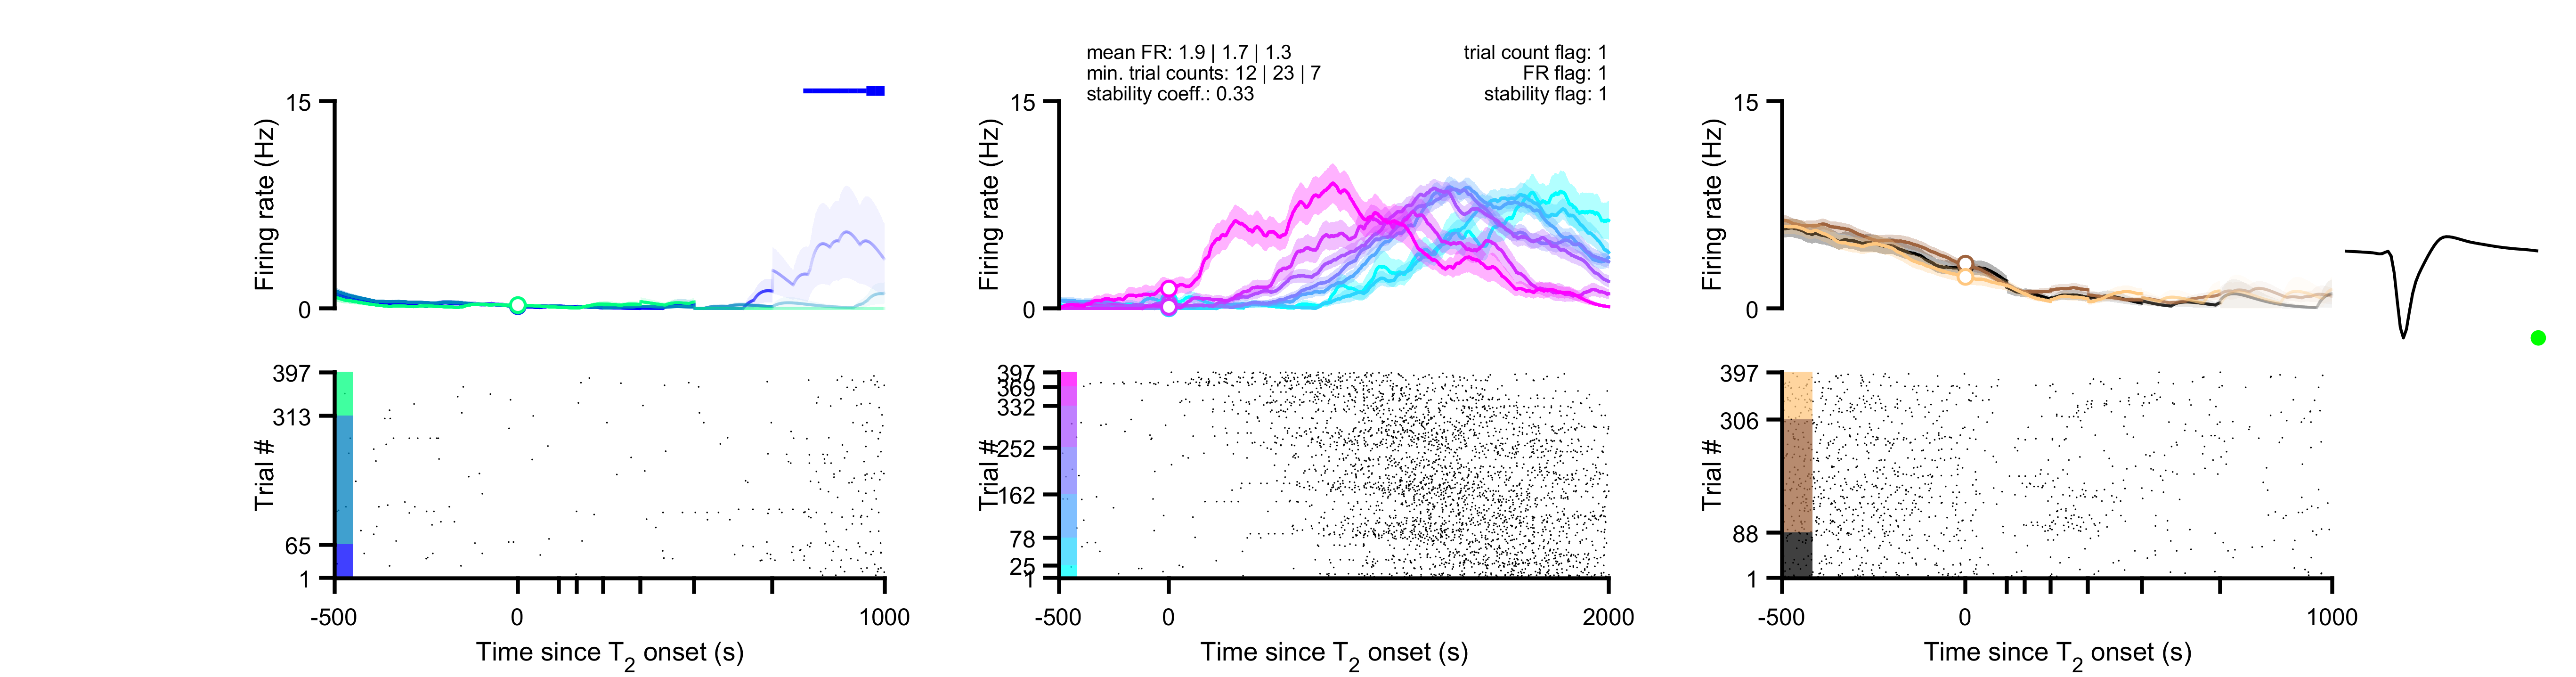 mean FR: 1.9 | 1.7 | 1.3
min. trial counts: 12 | 23 | 7
stability coeff.: 0.33
trial count flag: 1
FR flag: 1
stability flag: 1
15
Firing rate (Hz)
0
397
313
Trial #
65
1
-500
0
1000
Time since T2 onset (s)
15
Firing rate (Hz)
0
397
369
332
252
Trial #
162
78
25
1
-500
0
2000
Time since T2 onset (s)
15
Firing rate (Hz)
0
397
306
Trial #
88
1
-500
0
1000
Time since T2 onset (s)